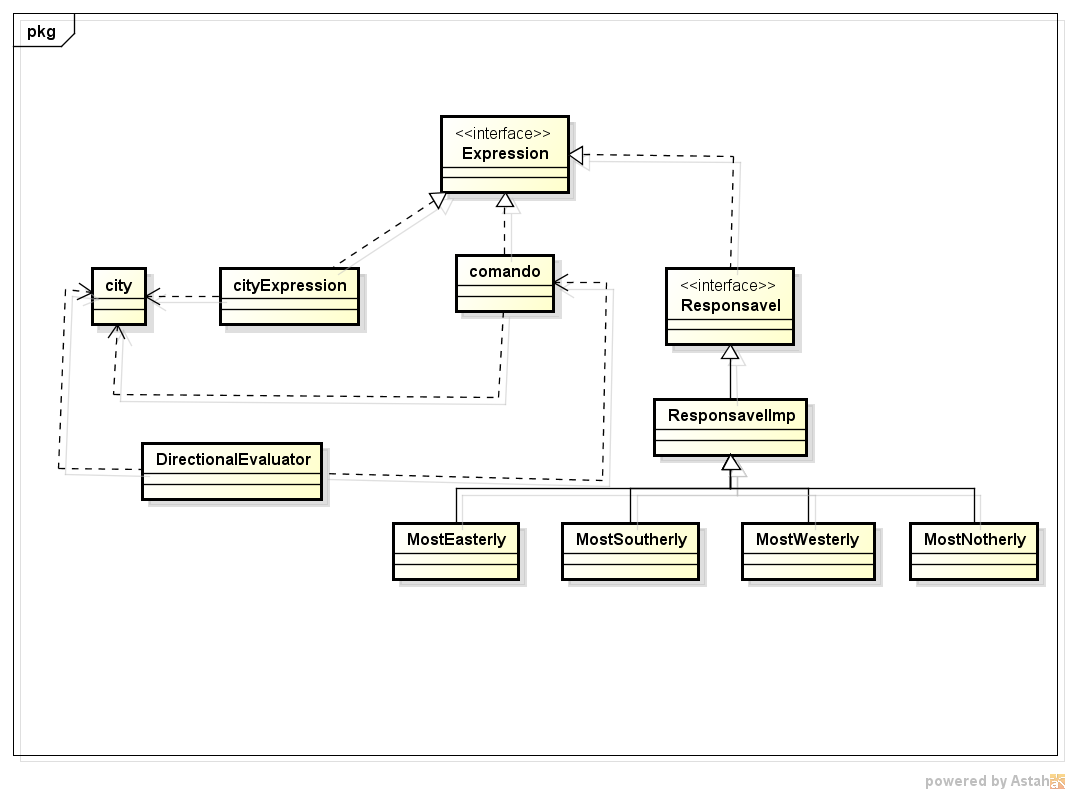 pkg
<<interface>>
Expression
city
cityExpression
comando
<<interface>>
Responsavel
ResponsavelImp
DirectionalEvaluator
MostEasterly
MostSoutherly
MostWesterly
MostNotherly
powered by Astah